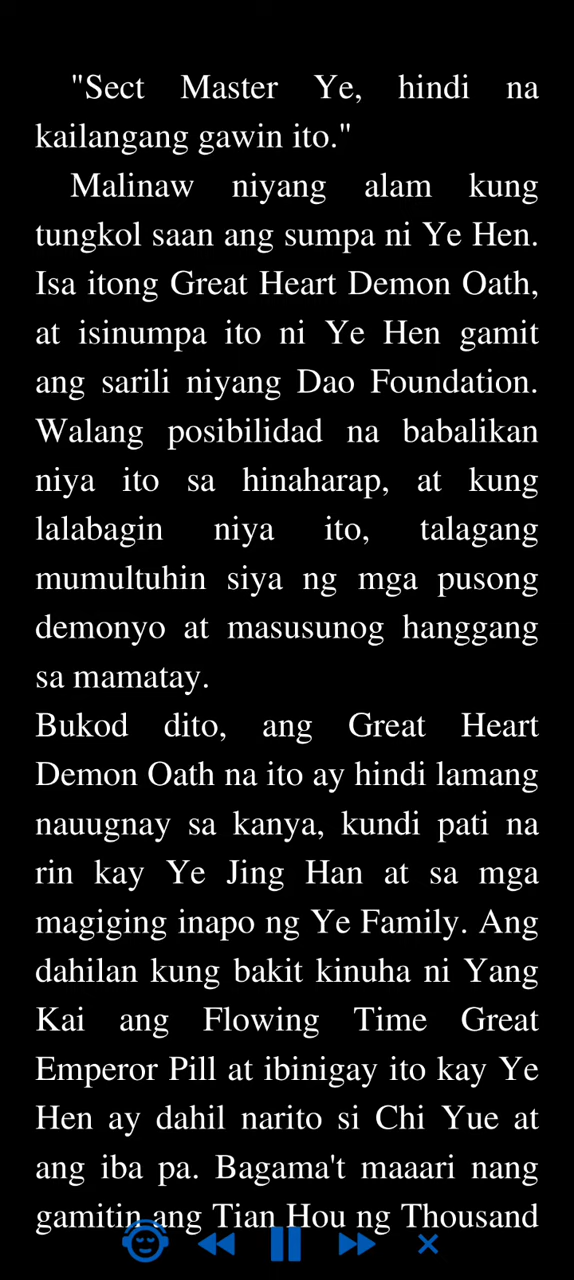 "Sect Master Ye, hindi na
kailangang gawin ito."
Malinaw niyang alam kung
tungkol saan ang sumpa ni Ye Hen.
Isa itong Great Heart Demon Oath,
at isinumpa ito ni Ye Hen gamit
ang sarili niyang Dao Foundation.
Walang posibilidad na babalikan
niya ito sa hinaharap, at kung
lalabagin niya ito, talagang
mumultuhin siya ng mga pusong
demonyo at masusunog hanggang
sa mamatay.
Bukod dito, ang Great Heart
Demon Oath na ito ay hindi lamang
nauugnay sa kanya, kundi pati na
rin kay Ye Jing Han at sa mga
magiging inapo ng Ye Family. Ang
dahilan kung bakit kinuha ni Yang
Kai ang Flowing Time Great
Emperor Pill at ibinigay ito kay Ye
Hen ay dahil narito si Chi Yue at
ang iba pa. Bagama't maaari nang
gamitin ang Tian Hou ng Thousand